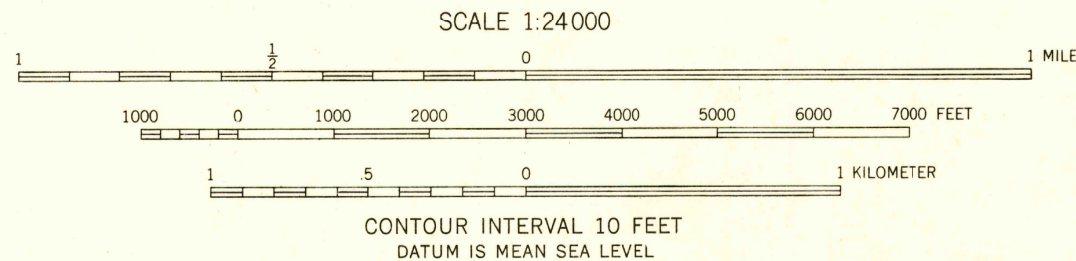 SCALE 1:24000
1 1/2 0 1 MILE
1000 0 1000 2000 3000 4000 5000 6000 7000 FEET
1 .5 0 1 KILOMETER
CONTOUR INTERVAL 10 FEET
DATUM IS MEAN SEA LEVEL